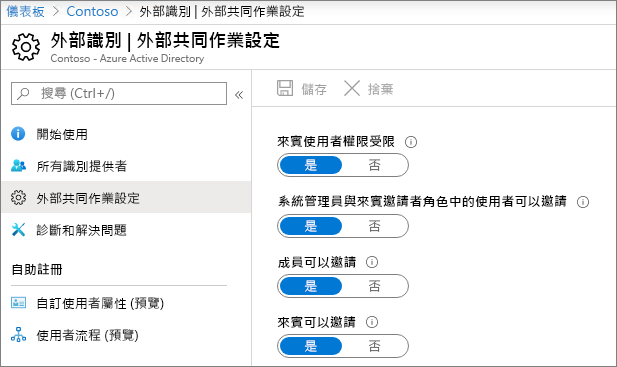 儀表板 > Contoso > 外部識別 | 外部共同作業設定
外部識別 | 外部共同作業設定
Contoso - Azure Active Directory
搜尋 (Ctrl+/)
開始使用
所有識別提供者
外部共同作業設定
診斷和解決問題
自助註冊
自訂使用者屬性 (預覽)
使用者流程 (預覽)
儲存 捨棄
來賓使用者權限受限
是 否
系統管理員與來賓邀請者角色中的使用者可以邀請
是 否
成員可以邀請
是 否
來賓可以邀請
是 否